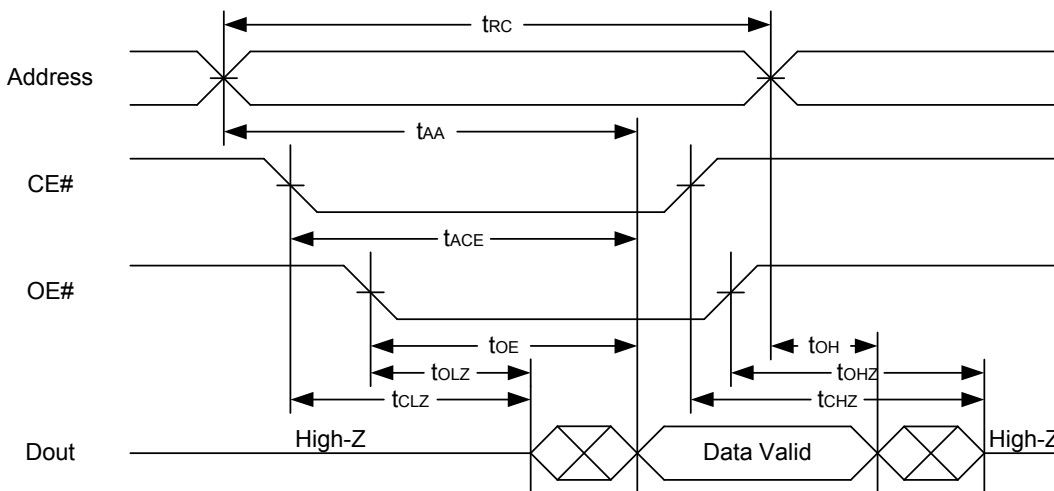 tRC
Address
tAA
CE#
tACE
OE#
tOE
tOH
tOLZ
tOHZ
tCLZ
tCHZ
High-Z
High-Z
Dout
Data Valid